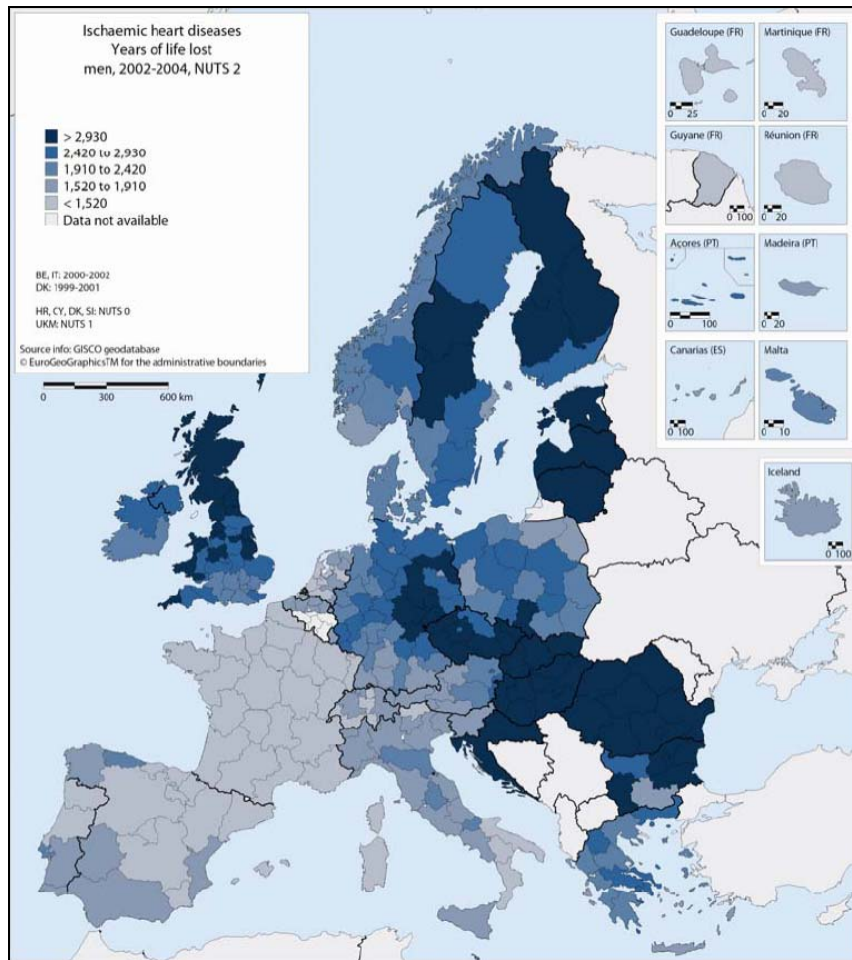 Ischaemic heart diseases
Years of life lost
men, 2002-2004, NUTS 2
> 2,930
2,420 to 2,930
1,910 to 2,420
1,520 to 1,910
< 1,520
Data not available
BE, IT: 2000-2002
DK: 1999-2001
HR, CY, DK, SI: NUTS 0
UKM: NUTS 1
Source info: GISCO geodatabase
© EuroGeoGraphicsTM for the administrative boundaries
0 300 600 km
Guadeloupe (FR)
0 25
Martinique (FR)
0 20
Guyane (FR)
0 100
Réunion (FR)
0 20
Açores (PT)
0 100
Madeira (PT)
0 20
Canarias (ES)
0 100
Malta
0 10
Iceland
0 100